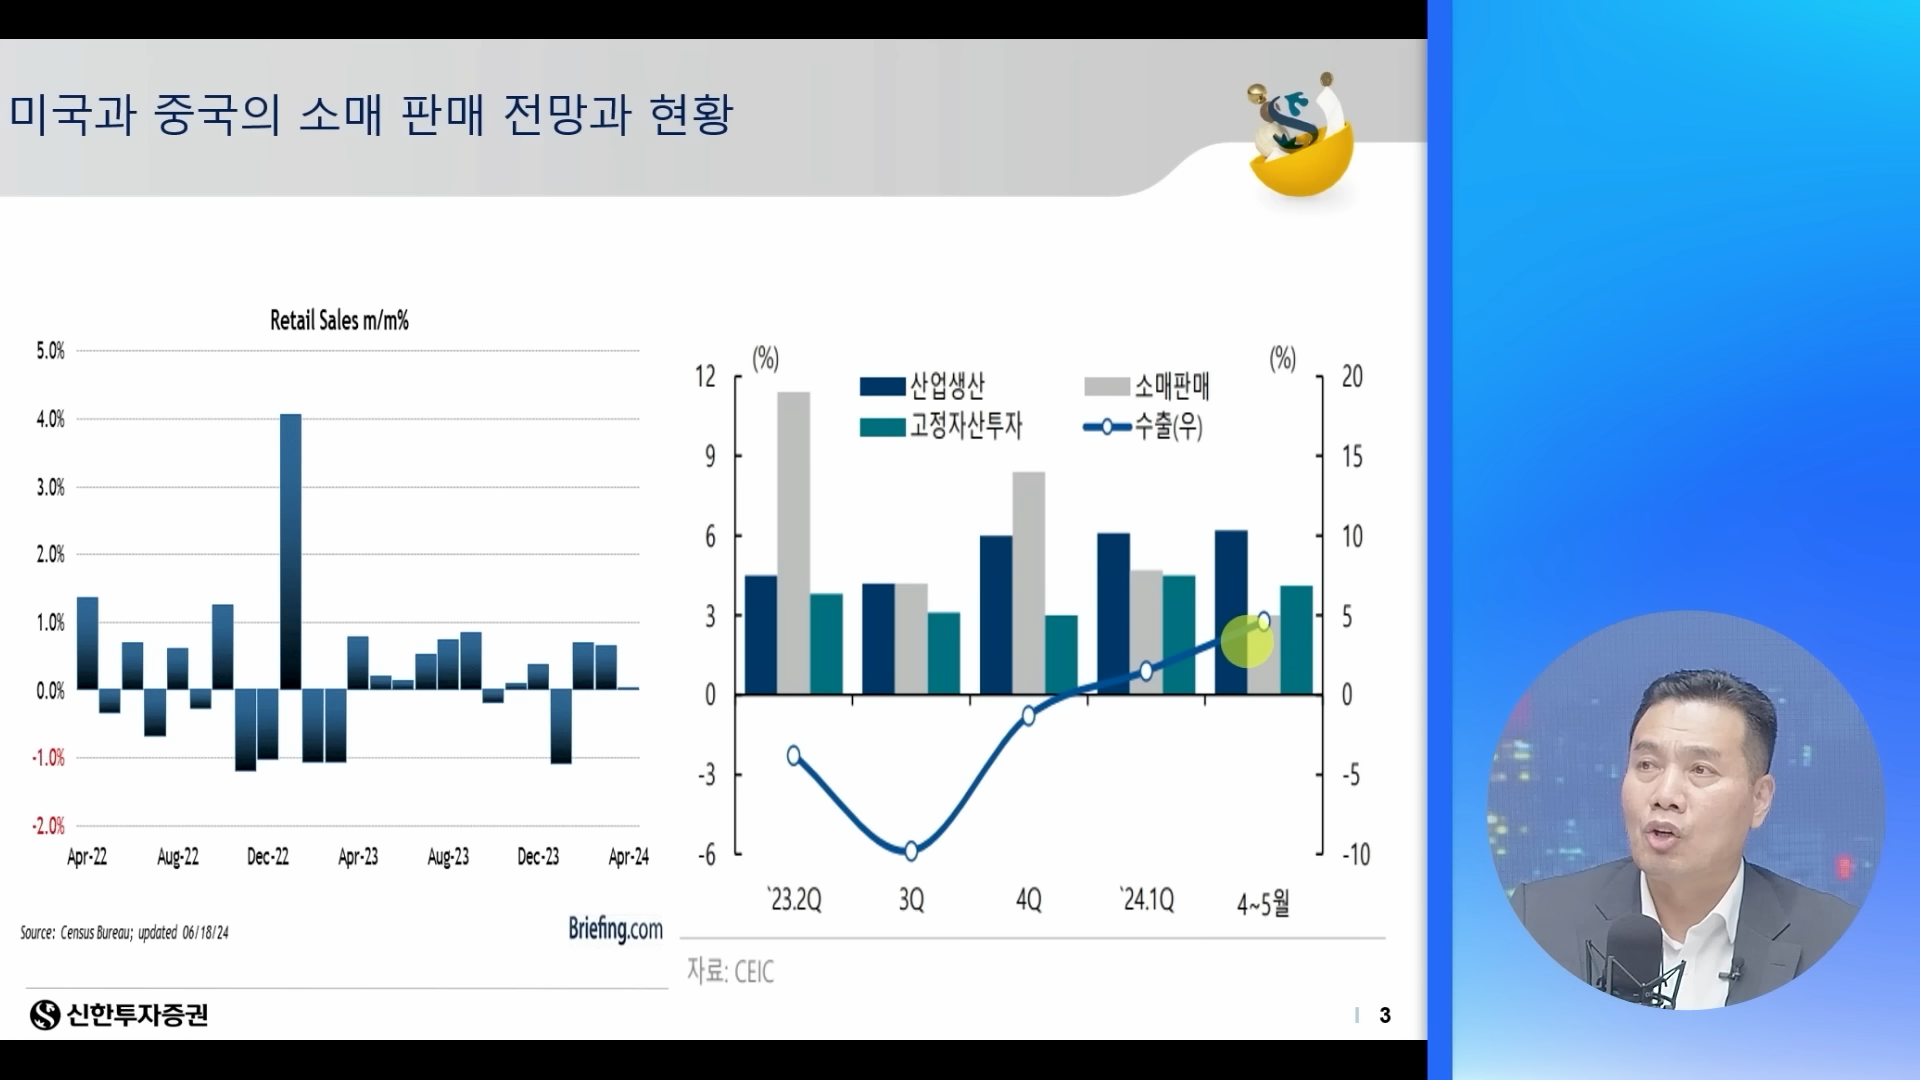 미국과 중국의 소매 판매 전망과 현황
Retail Sales m/m%
5.0%
4.0%
3.0%
2.0%
1.0%
0.0%
-1.0%
-2.0%
Apr-22 Aug-22 Dec-22 Apr-23 Aug-23 Dec-23 Apr-24
Source: Census Bureau; updated 06/18/24
Briefing.com
(%) (%)
산업생산 소매판매
고정자산투자 수출(우)
12 20
9 15
6 10
3 5
0 0
-3 -5
-6 -10
`23.2Q 3Q 4Q `24.1Q 4~5월
자료: CEIC
신한투자증권
3